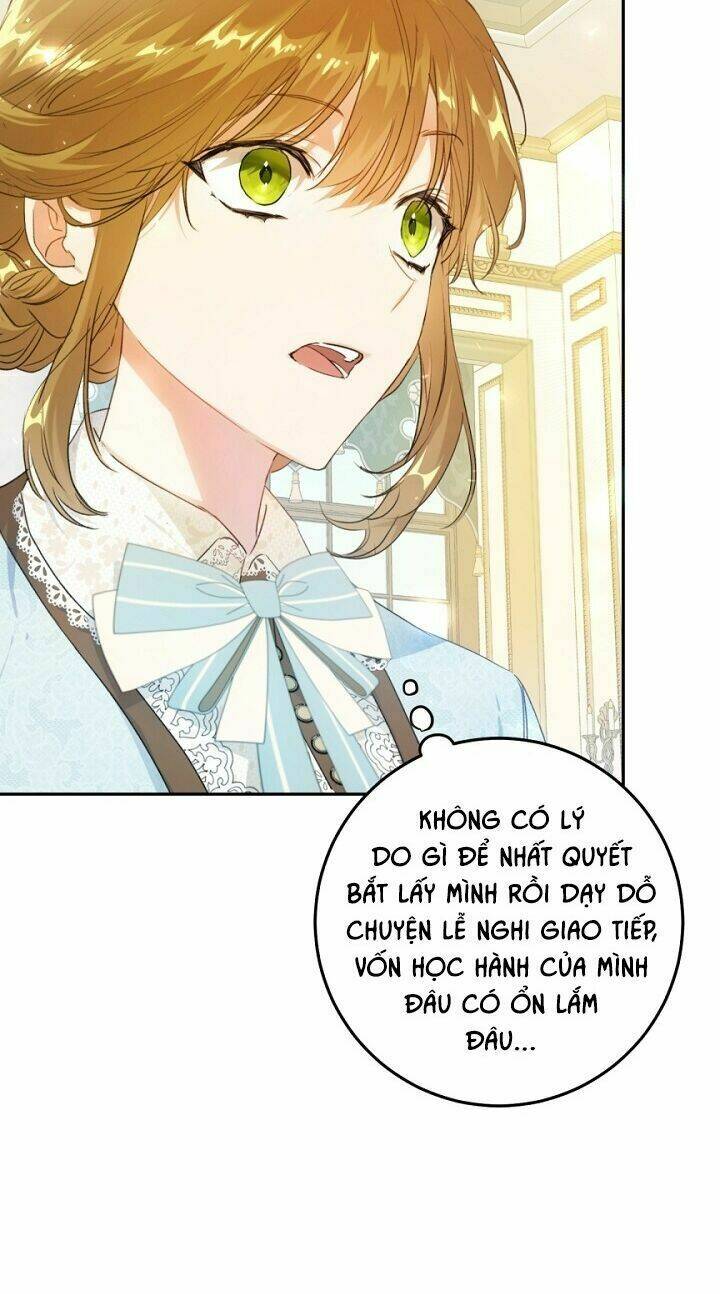 KHÔNG CÓ LÝ
DO GÌ ĐỂ NHẤT QUYẾT
BẮT LẤY MÌNH RỒI DẠY DỖ
CHUYỆN LỄ NGHI GIAO TIẾP,
VỐN HỌC HÀNH CỦA MÌNH
ĐÂU CÓ ỔN LẮM
ĐÂU...